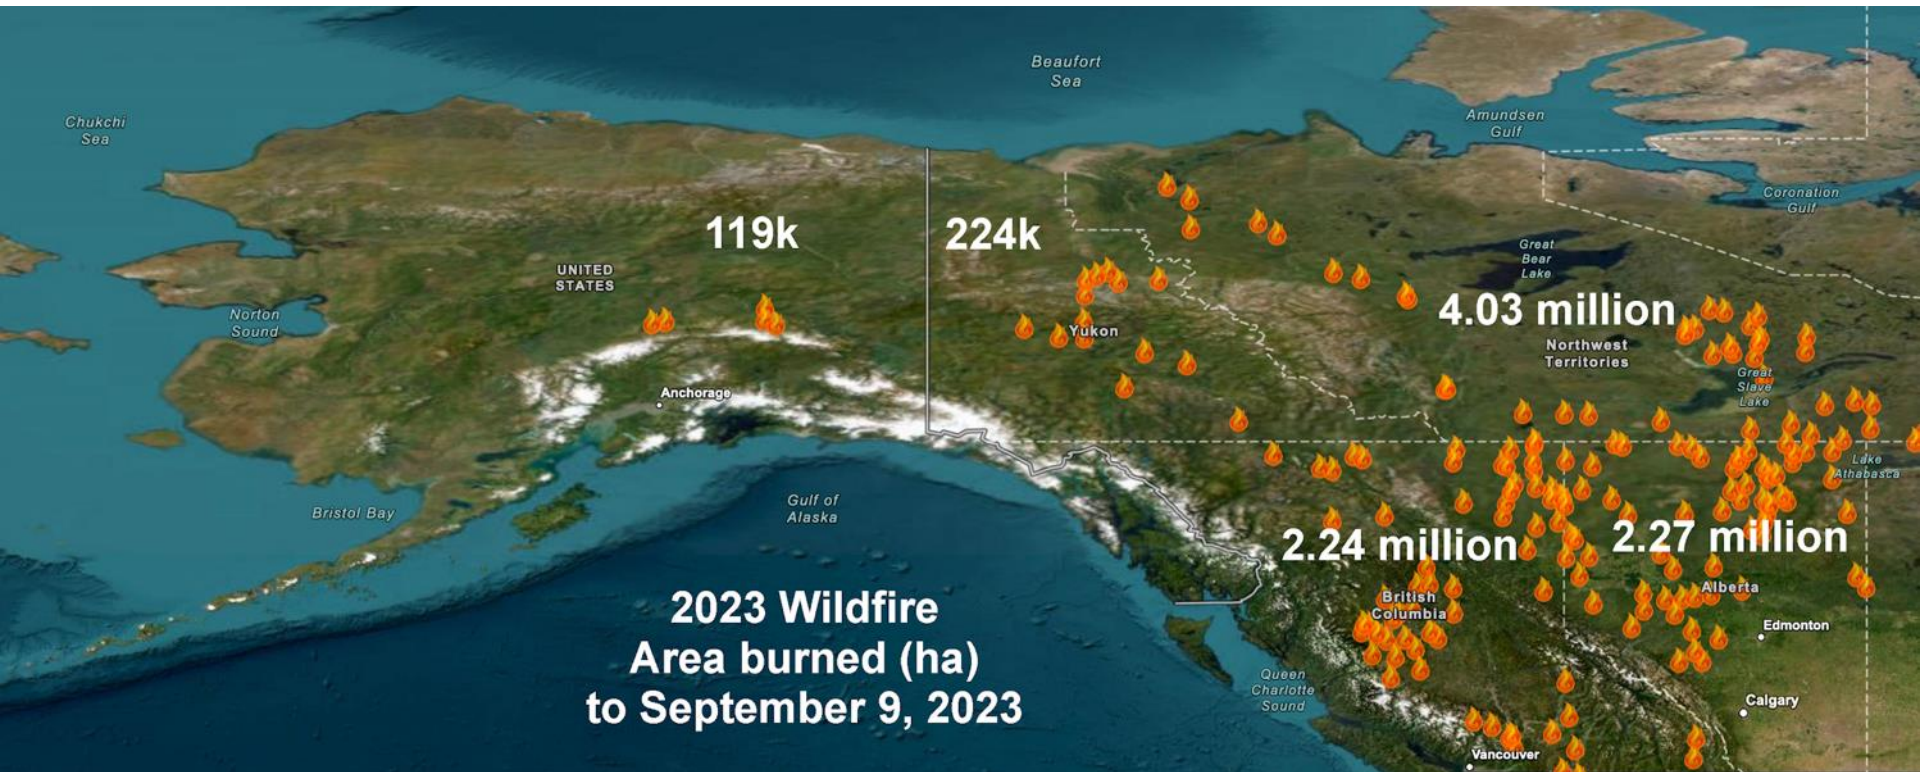 Beaufort
Sea
Chukchi
Sea
Amundsen
Gulf
Coronation
Gulf
119k
224k
Great
Bear
Lake
UNITED
STATES
4.03 million
Norton
Sound
Yukon
Northwest
Territories
Great
Slave
Lake
Anchorage
Lake
Athabasca
Bristol Bay
Gulf of
Alaska
2.24 million
2.27 million
British
Columbia
Alberta
2023 Wildfire
Area burned (ha)
to September 9, 2023
Edmonton
Queen
Charlotte
Sound
Calgary
Vancouver